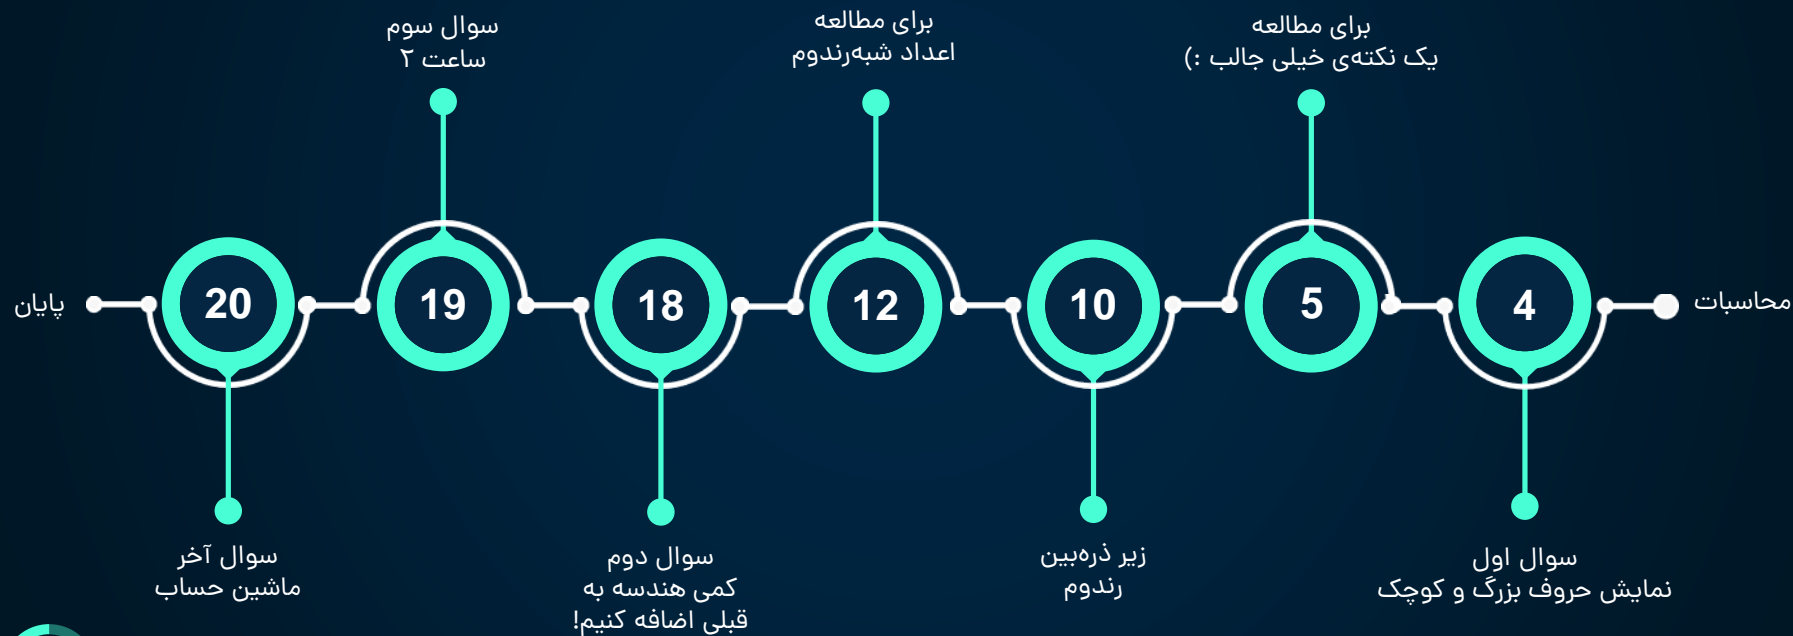 محاسبات
4
سوال اول
نمایش حروف بزرگ و کوچک
5
برای مطالعه
یک نکته‌ی خیلی جالب :)
10
زیر ذره‌بین
رندوم
12
برای مطالعه
اعداد شبه‌رندوم
18
سوال دوم
کمی هندسه به
قبلی اضافه کنیم!
19
سوال سوم
ساعت ۲
20
سوال آخر
ماشین حساب
پایان